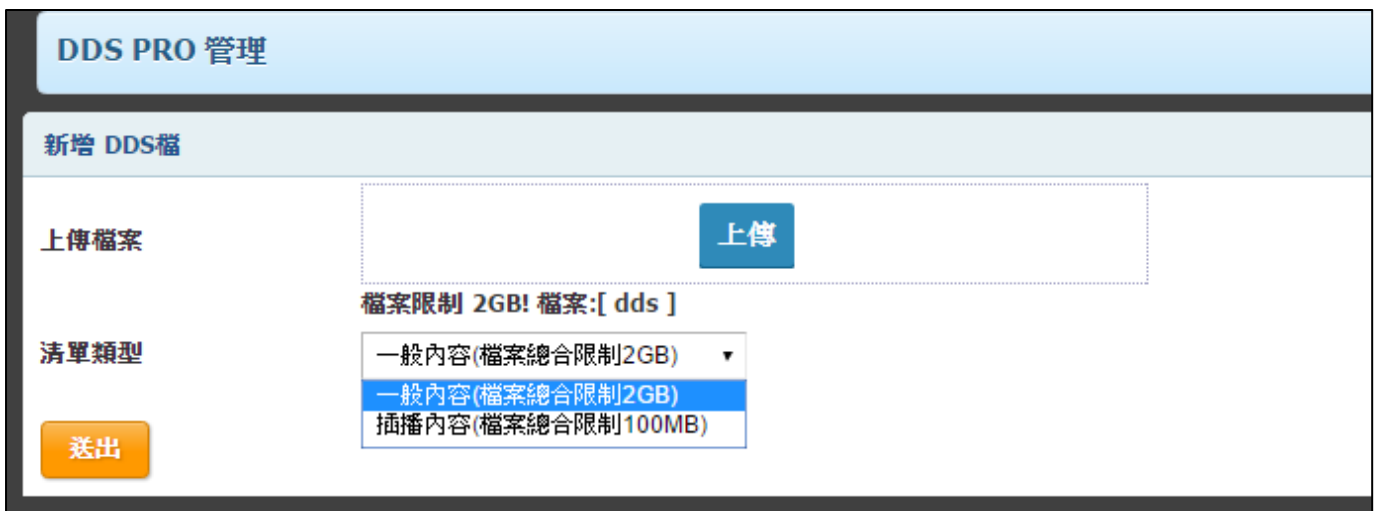 DDS PRO 管理
新增 DDS檔
上傳檔案
上傳
檔案限制 2GB! 檔案:[ dds ]
清單類型
一般內容(檔案總合限制2GB)
一般內容(檔案總合限制2GB)
插播內容(檔案總合限制100MB)
送出